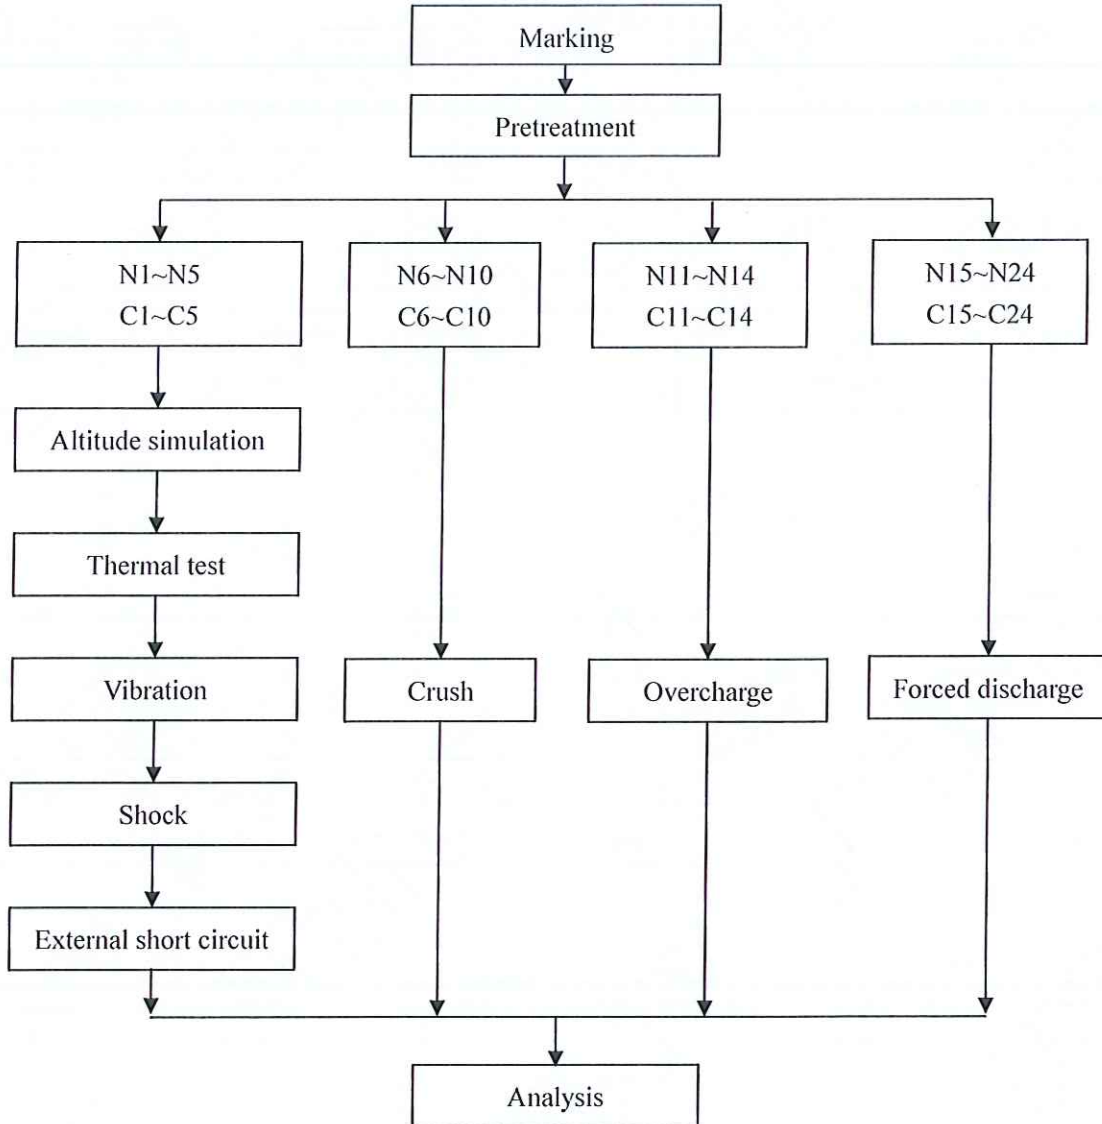 Marking
Pretreatment
N1~N5
C1~C5
N6~N10
C6~C10
N11~N14
C11~C14
N15~N24
C15~C24
Altitude simulation
Thermal test
Vibration
Crush
Overcharge
Forced discharge
Shock
External short circuit
Analysis